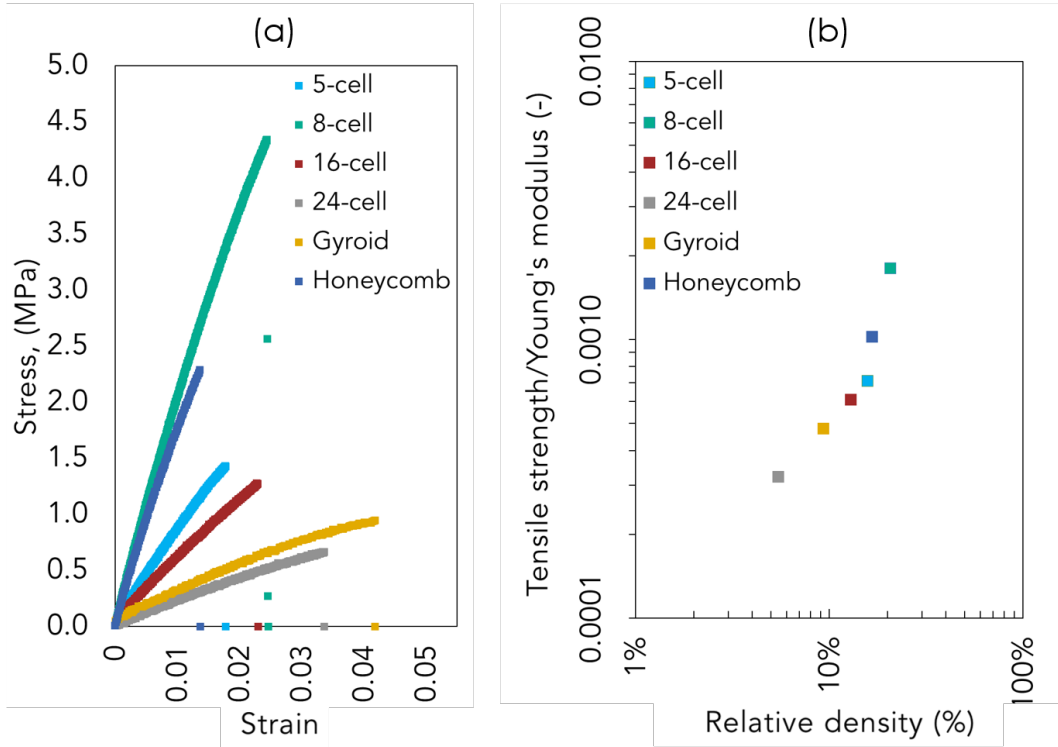 (a)
5.0
4.5
4.0
3.5
3.0
2.5
2.0
1.5
1.0
0.5
0.0
Stress, (MPa)
5-cell
8-cell
16-cell
24-cell
Gyroid
Honeycomb
0
0.01
0.02
0.03
0.04
0.05
Strain
(b)
0.0100
0.0010
0.0001
Tensile strength/Young's modulus (-)
5-cell
8-cell
16-cell
24-cell
Gyroid
Honeycomb
1%
10%
100%
Relative density (%)